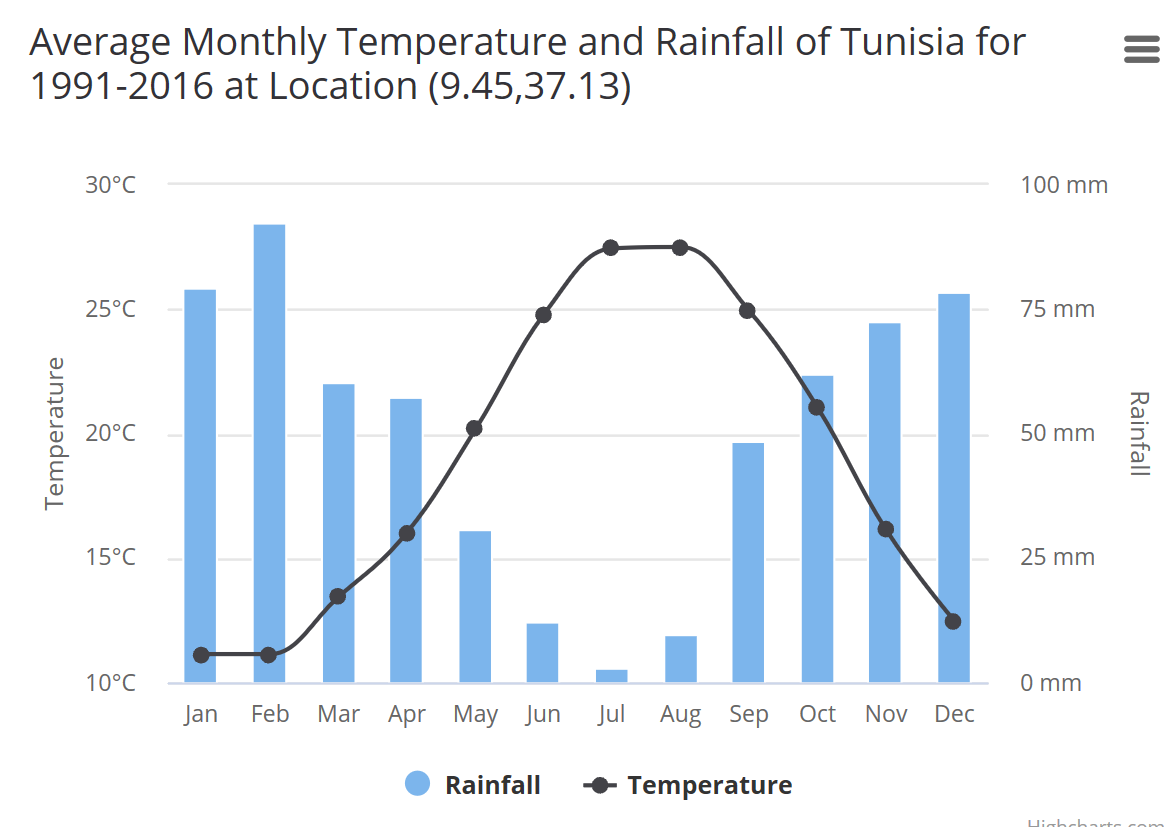 Average Monthly Temperature and Rainfall of Tunisia for
1991-2016 at Location (9.45,37.13)
30°C
25°C
20°C
15°C
10°C
Temperature
100 mm
75 mm
50 mm
25 mm
0 mm
Rainfall
Jan Feb Mar Apr May Jun Jul Aug Sep Oct Nov Dec
Rainfall Temperature
Highcharts.com